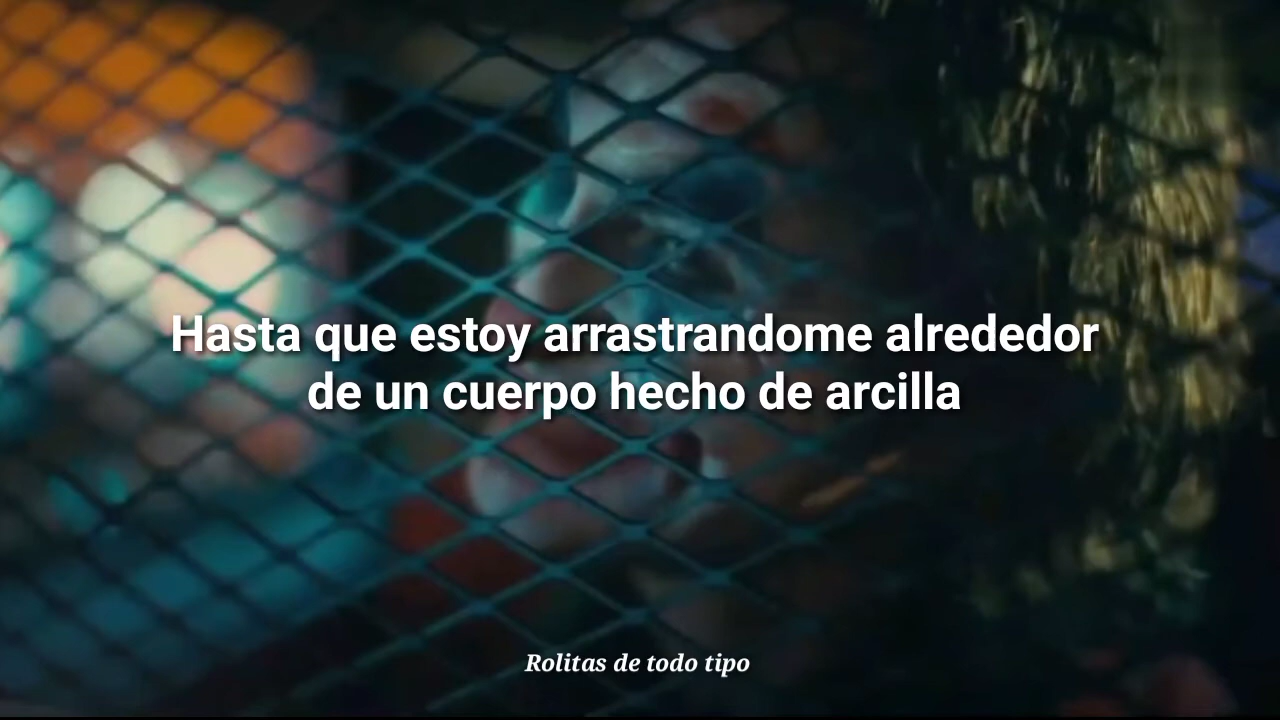 Hasta que estoy arrastrandome alrededor
de un cuerpo hecho de arcilla
Rolitas de todo tipo